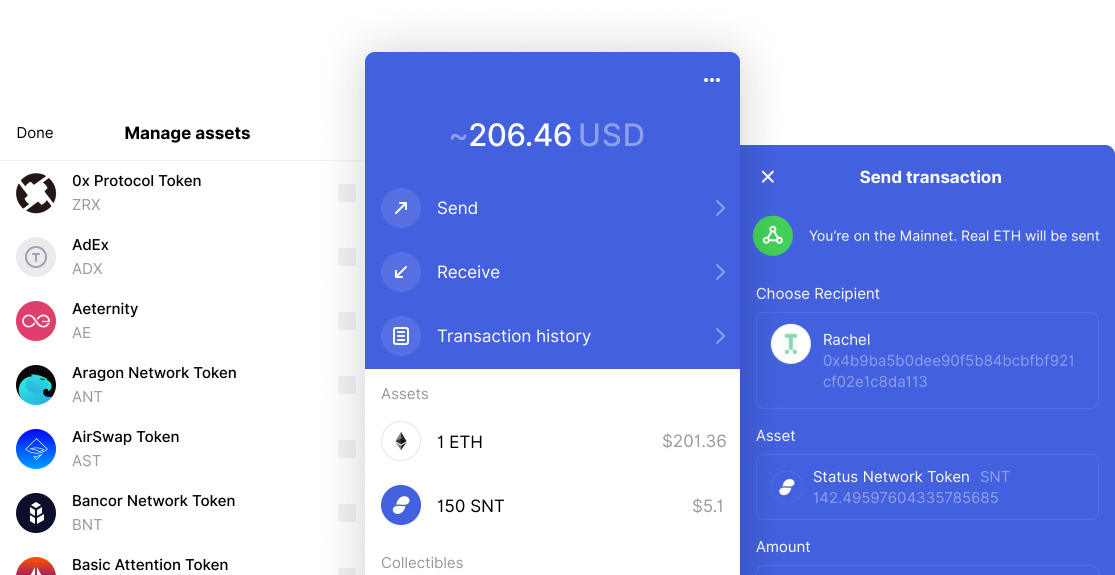 Done
Manage assets
0x Protocol Token
ZRX
AdEx
ADX
Aeternity
AE
Aragon Network Token
ANT
AirSwap Token
AST
Bancor Network Token
BNT
Basic Attention Token
~206.46 USD
Send
Receive
Transaction history
Assets
1 ETH
$201.36
150 SNT
$5.1
Collectibles
Send transaction
You’re on the Mainnet. Real ETH will be sent
Choose Recipient
Rachel
0x4b9ba5b0dee90f5b84bcbfbf921
cf02e1c8da113
Asset
Status Network Token SNT
142.49597604335785685
Amount